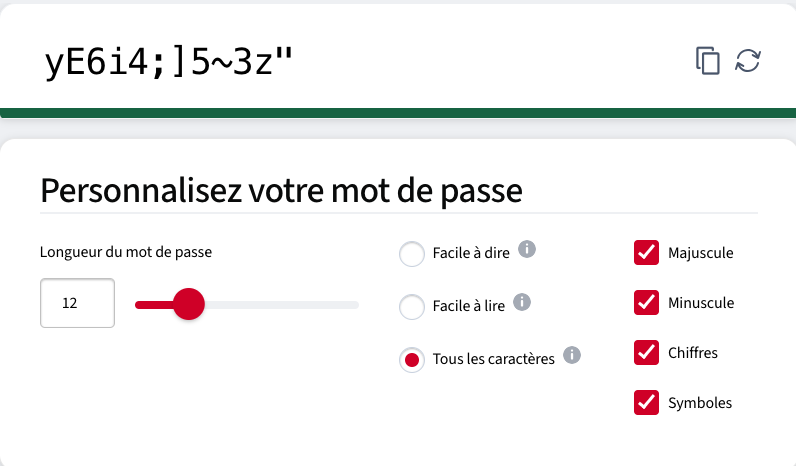 yE6i4;]5~3z"
Personnalisez votre mot de passe
Longueur du mot de passe
12
Facile à dire
Facile à lire
Tous les caractères
Majuscule
Minuscule
Chiffres
Symboles